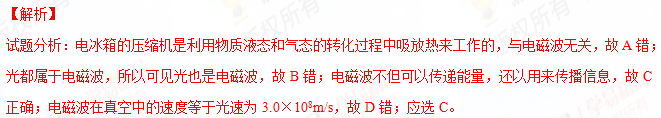 【解析】
试题分析：电冰箱的压缩机是利用物质液态和气态的转化过程中吸放热来工作的，与电磁波无关，故 A 错；
光都属于电磁波，所以可见光也是电磁波，故 B 错；电磁波不但可以传递能量，还以用来传播信息，故 C
正确；电磁波在真空中的速度等于光速为 3.0×10⁸m/s，故 D 错；应选 C。